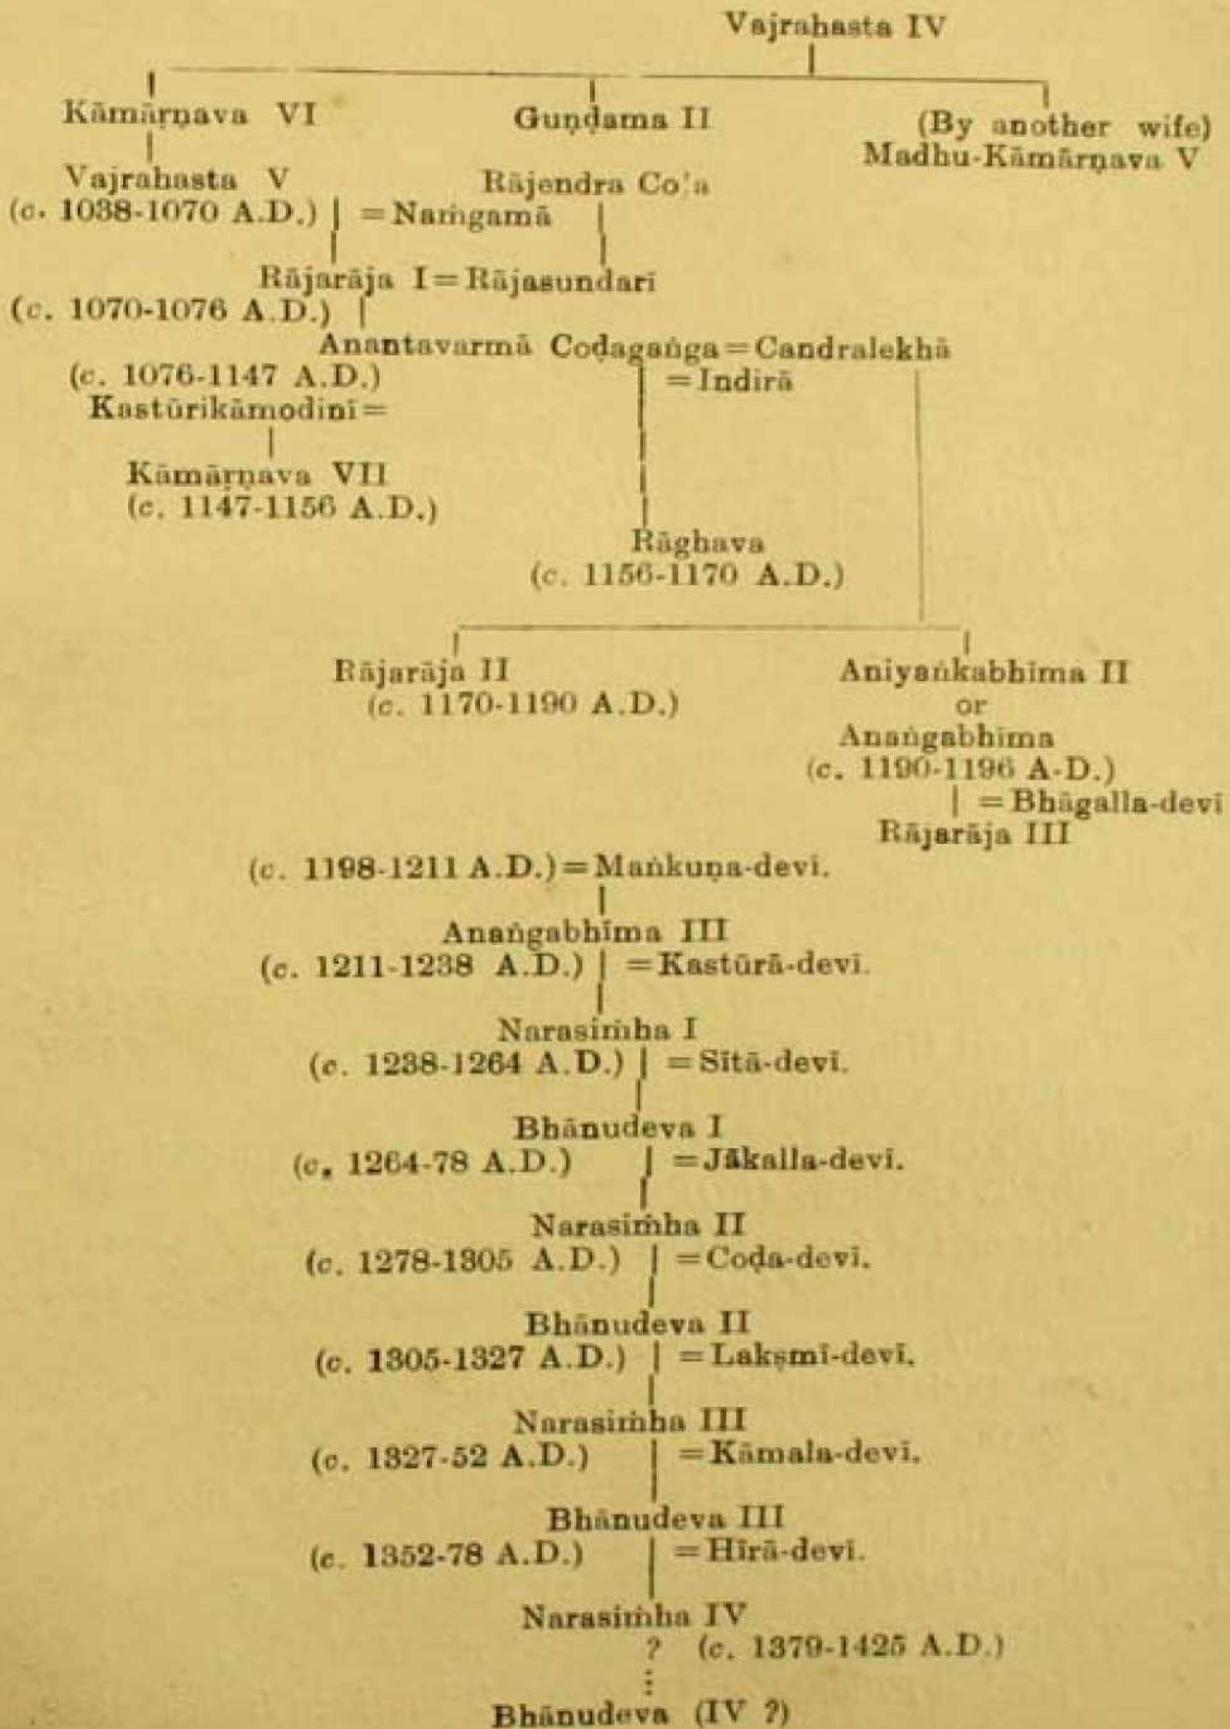 Vajrahasta IV
Kāmārṇava VI Guṇḍama II (By another wife)
Madhu-Kāmārṇava V
Vajrahasta V Rājendra Co'a
(c. 1038-1070 A.D.) = Naṁgamā
Rājarāja I = Rājasundarī
(c. 1070-1076 A.D.)
Anantavarmā Coḍagaṅga = Candralekhā
(c. 1076-1147 A.D.) = Indirā
Kastūrikāmodinī =
Kāmārṇava VII
(c. 1147-1156 A.D.)
Rāghava
(c. 1156-1170 A.D.)
Rājarāja II Aniyaṅkabhīma II
(c. 1170-1190 A.D.) or
Anaṅgabhīma
(c. 1190-1196 A-D.)
= Bhāgalla-devī
Rājarāja III
(c. 1198-1211 A.D.) = Maṅkuṇa-devī.
Anaṅgabhīma III
(c. 1211-1238 A.D.) = Kastūrā-devī.
Narasiṁha I
(c. 1238-1264 A.D.) = Sītā-devī.
Bhānudeva I
(c. 1264-78 A.D.) = Jākalla-devī.
Narasiṁha II
(c. 1278-1305 A.D.) = Coḍa-devī.
Bhānudeva II
(c. 1305-1327 A.D.) = Lakṣmī-devī.
Narasiṁha III
(c. 1327-52 A.D.) = Kāmala-devī.
Bhānudeva III
(c. 1352-78 A.D.) = Hīrā-devī.
Narasiṁha IV
? (c. 1379-1425 A.D.)
Bhānudeva (IV ?)